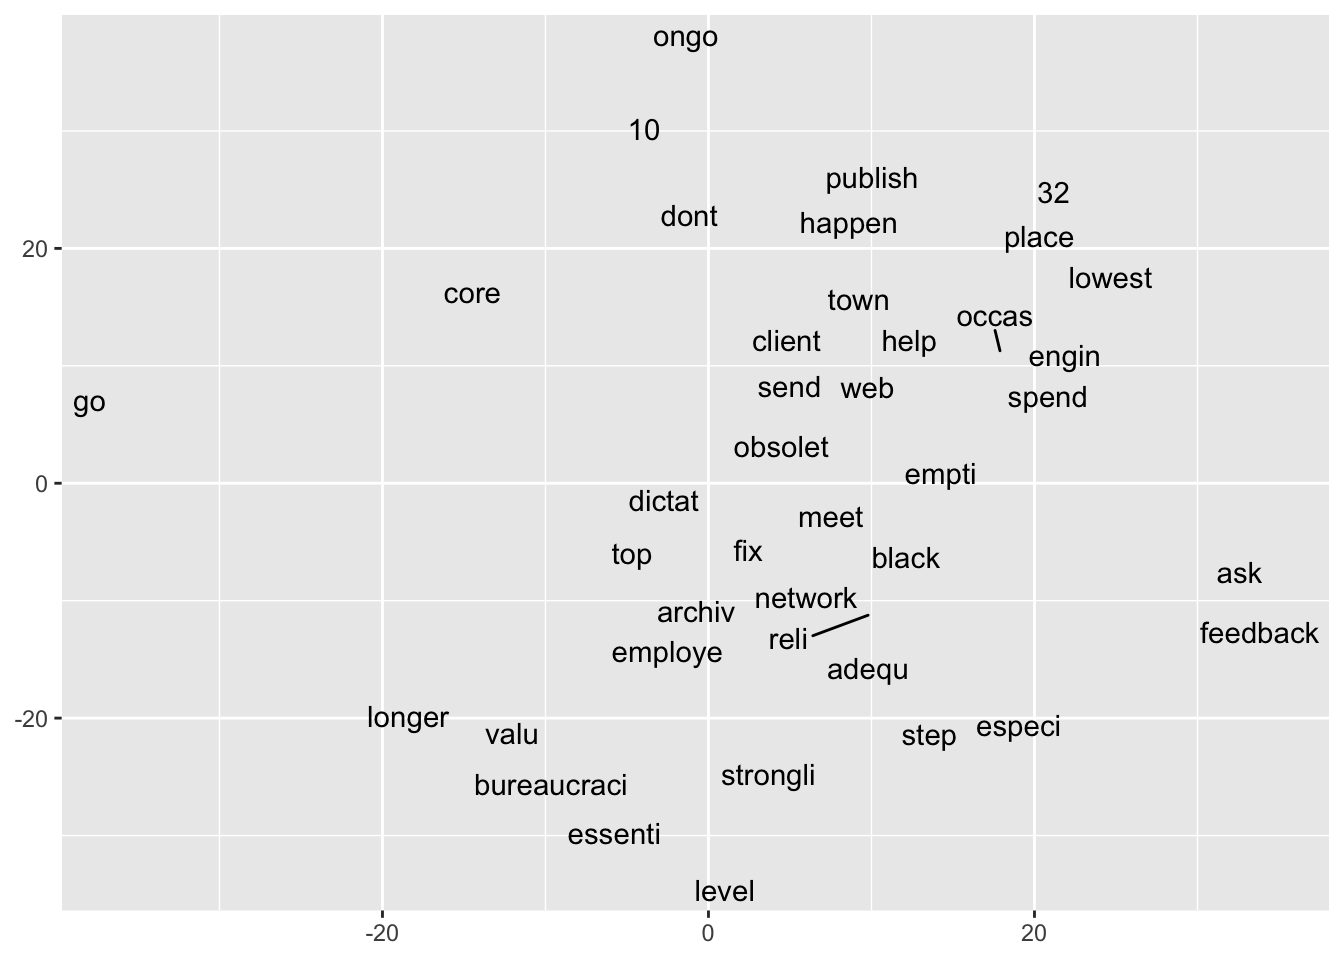 ongo
10
publish
32
dont
happen
place
20
lowest
core
town
occas
client
help
engin
send
web
spend
go
obsolet
empti
0
dictat
meet
top
fix
black
ask
network
archiv
feedback
reli
employe
adequ
longer
-20
valu
step
especi
strongli
bureaucraci
essenti
level
-20
0
20